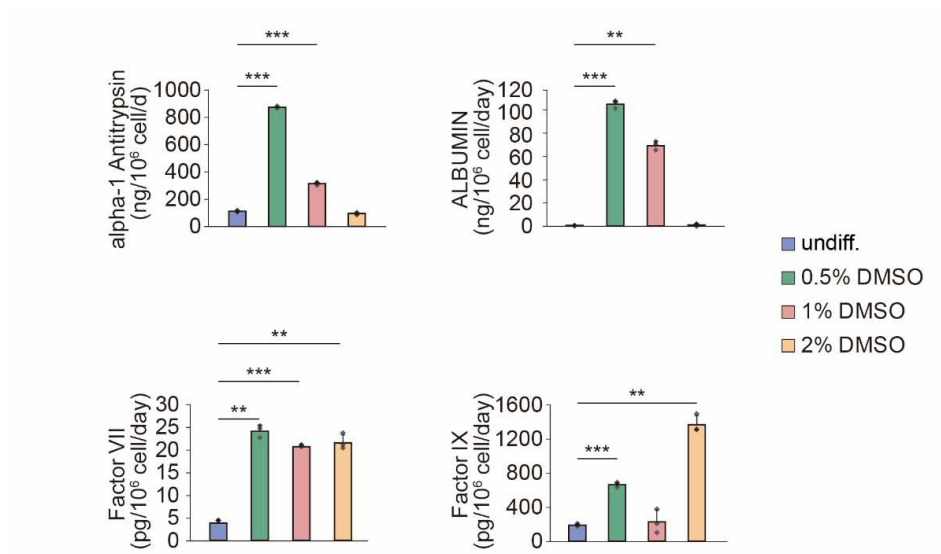 ***
***
alpha-1 Antitrypsin
(ng/10⁶ cell/d)
1000
800
600
400
200
0
**
***
ALBUMIN
(ng/10⁶ cell/day)
120
100
80
60
40
20
0
undiff.
0.5% DMSO
1% DMSO
2% DMSO
**
***
**
Factor VII
(pg/10⁶ cell/day)
30
25
20
15
10
5
0
**
***
Factor IX
(pg/10⁶ cell/day)
1600
1200
800
400
0